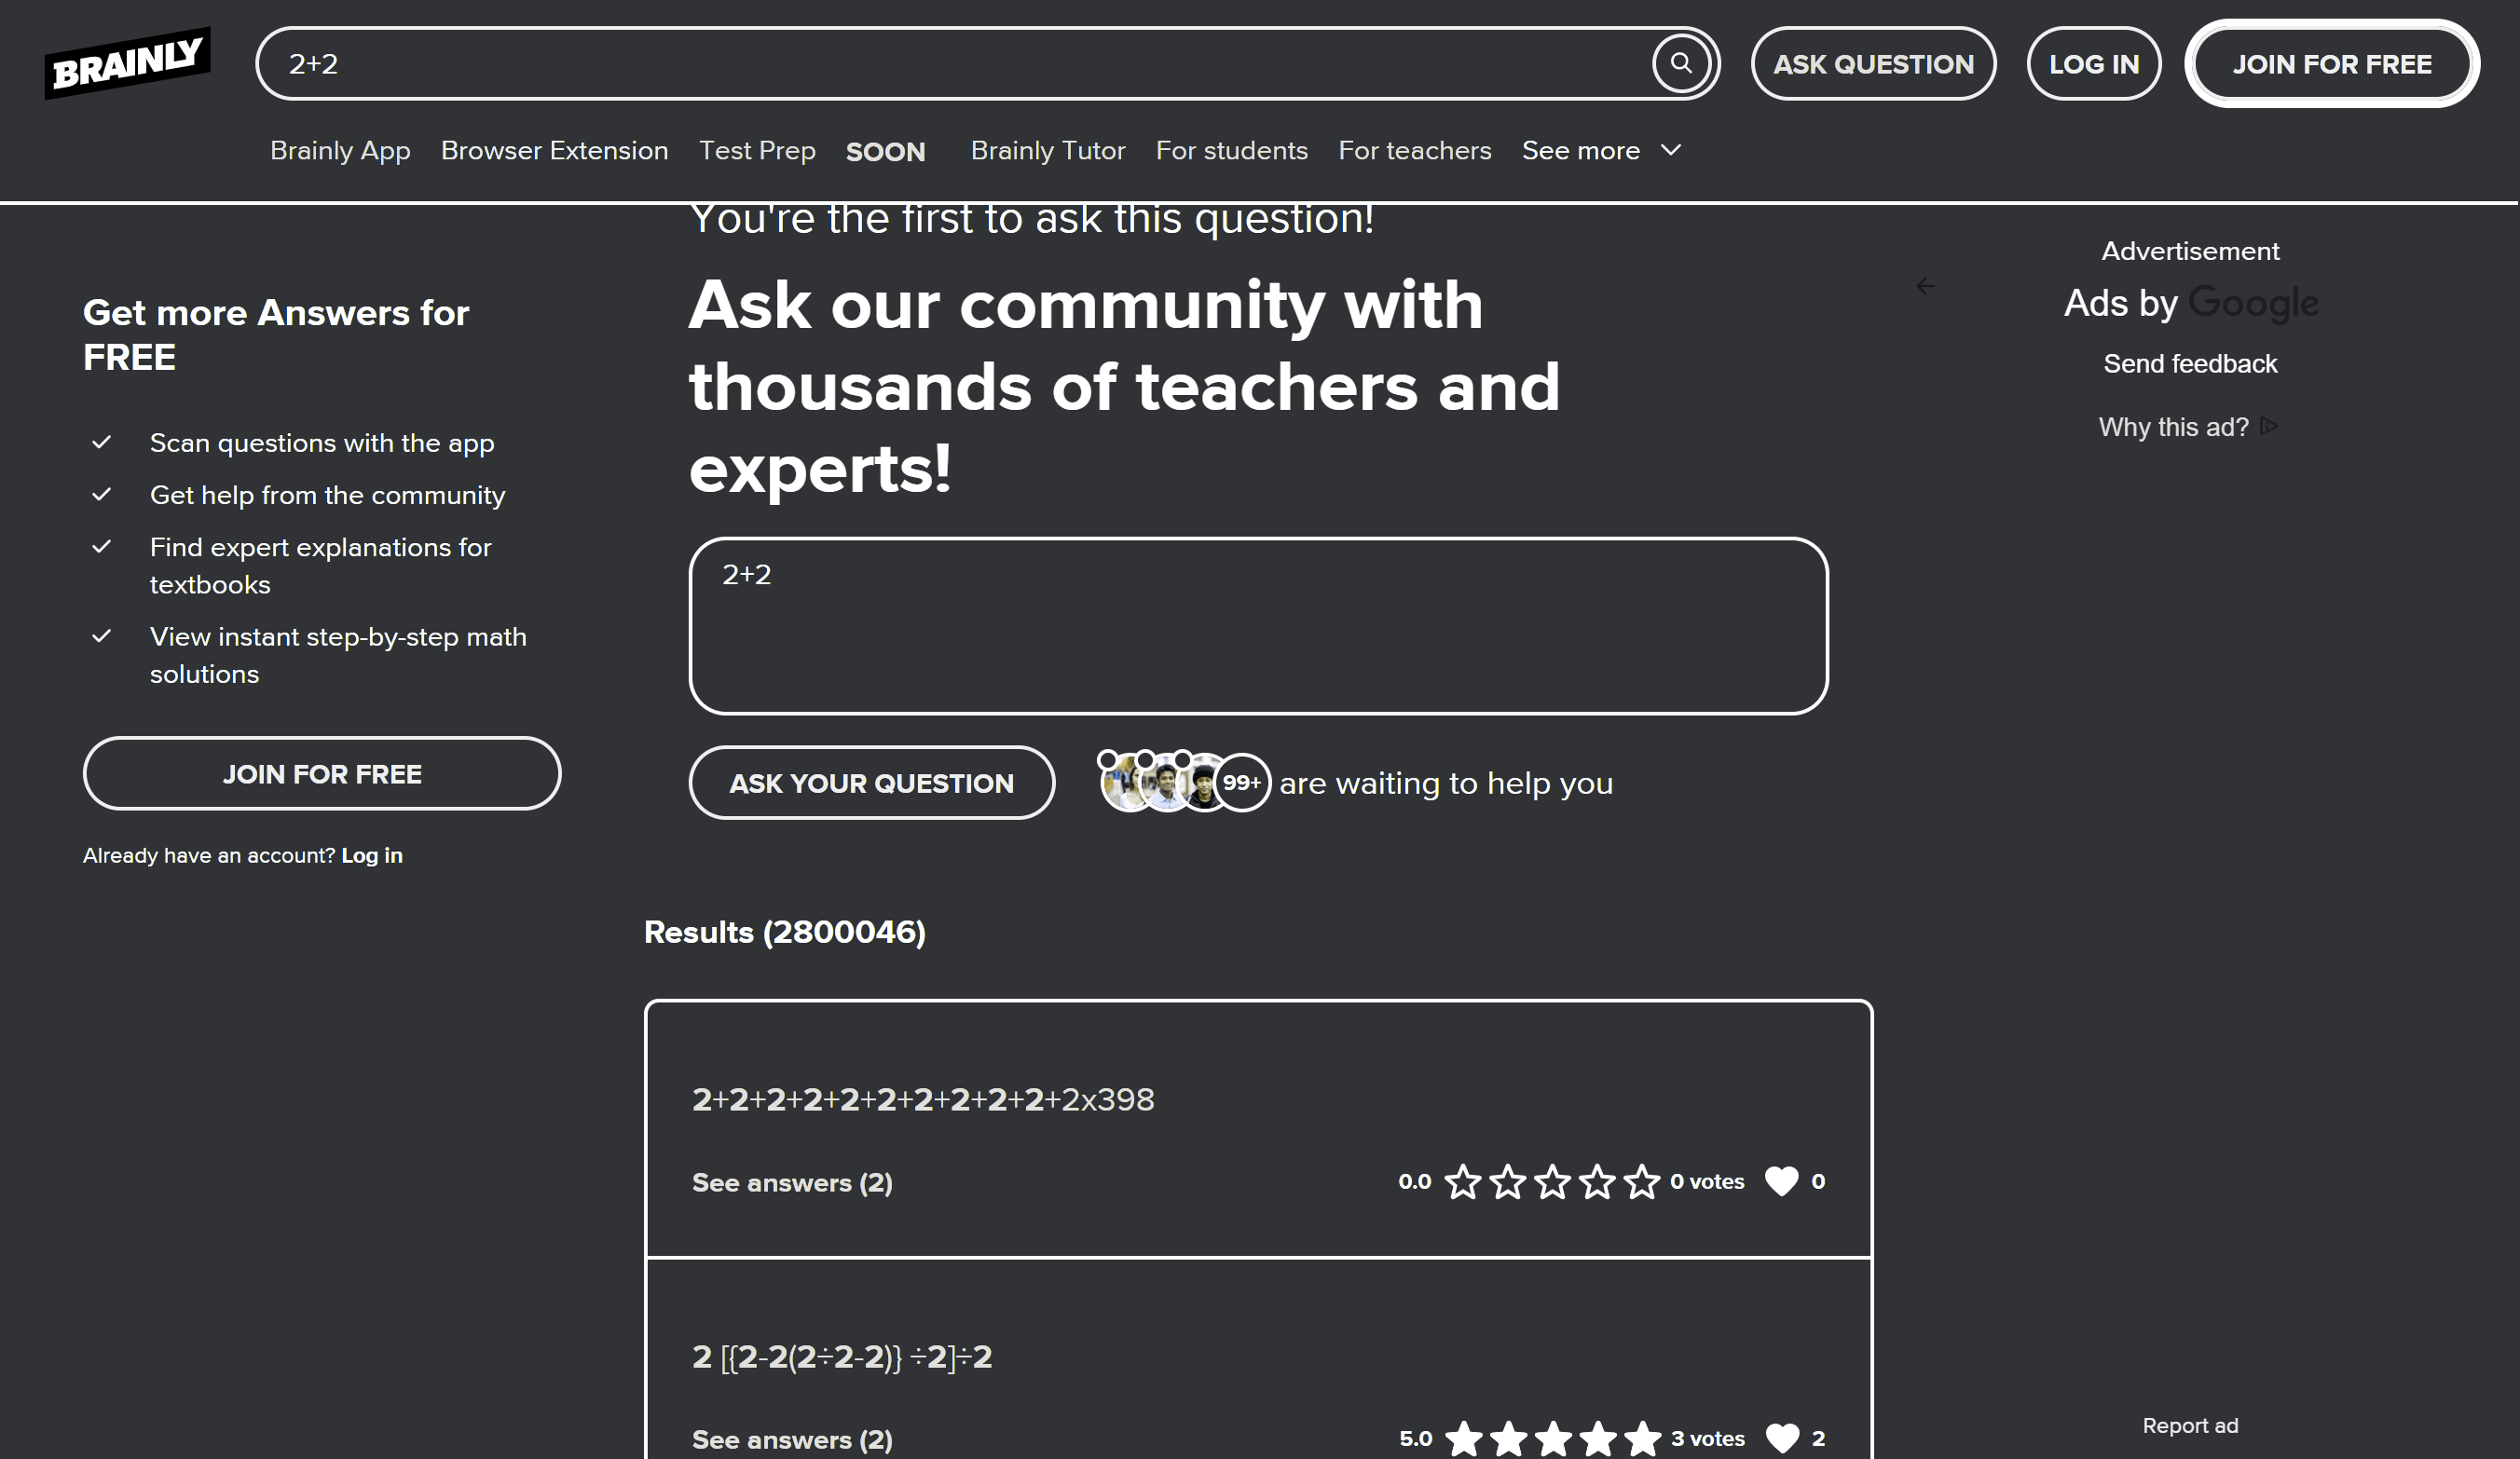 BRAINLY
2+2
ASK QUESTION
LOG IN
JOIN FOR FREE
Brainly App
Browser Extension
Test Prep
SOON
Brainly Tutor
For students
For teachers
See more
You're the first to ask this question!
Ask our community with
thousands of teachers and
experts!
2+2
ASK YOUR QUESTION
99+
are waiting to help you
Get more Answers for
FREE
Scan questions with the app
Get help from the community
Find expert explanations for
textbooks
View instant step-by-step math
solutions
JOIN FOR FREE
Already have an account? Log in
Advertisement
Ads by Google
Send feedback
Why this ad?
Results (2800046)
2+2+2+2+2+2+2+2+2+2+2x398
See answers (2)
0.0
0 votes
0
2 [{2-2(2÷2-2)} ÷2]÷2
See answers (2)
5.0
3 votes
2
Report ad